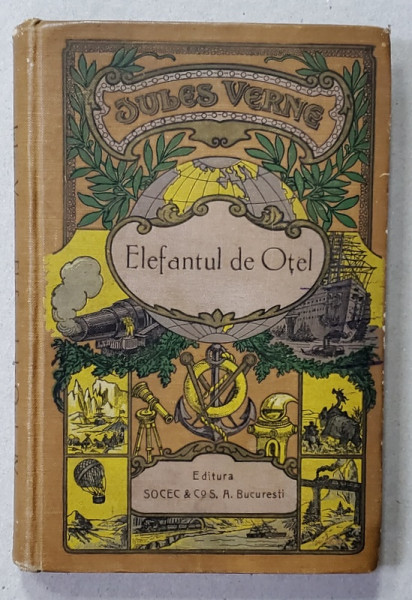 JULES VERNE
Elefantul de Oțel
Editura
SOCEC & Co S. A. Bucuresti